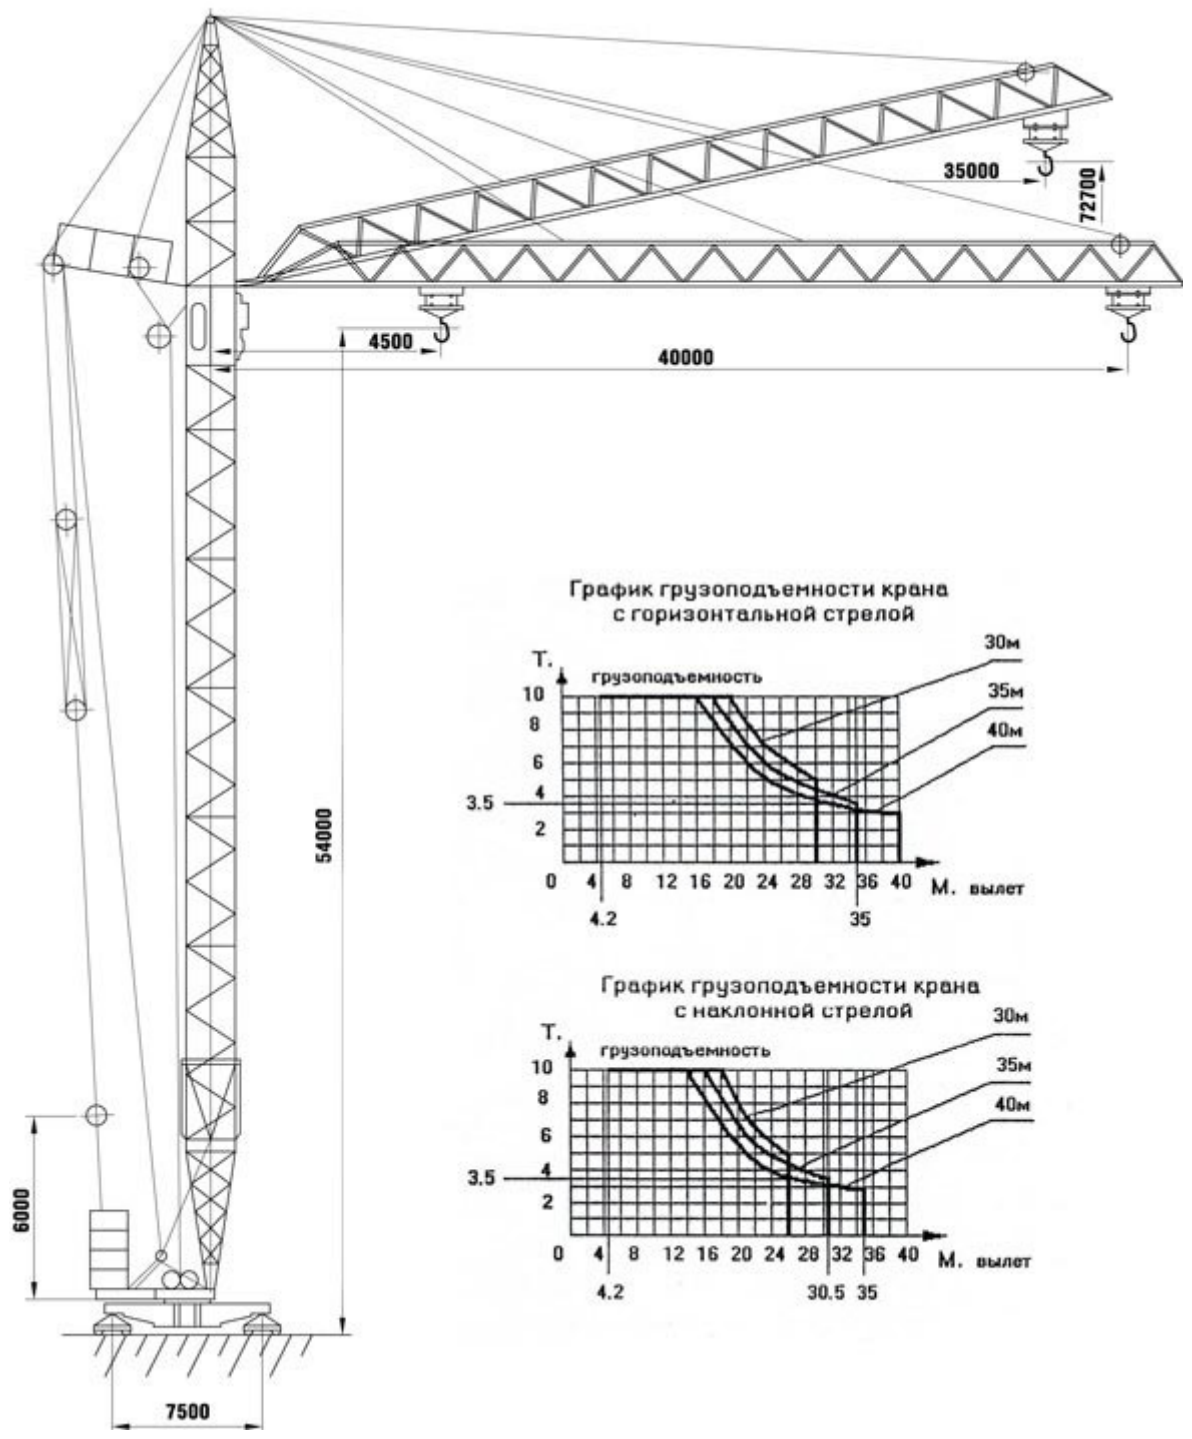 35000
72700
4500
40000
54000
6000
7500
График грузоподъемности крана
с горизонтальной стрелой
30м
Т.
грузоподъемность
10
35м
8
40м
6
4
3.5
2
0 4 8 12 16 20 24 28 32 36 40 М. вылет
4.2 35
График грузоподъемности крана
с наклонной стрелой
30м
Т.
грузоподъемность
10
35м
8
40м
6
4
3.5
2
0 4 8 12 16 20 24 28 32 36 40 М. вылет
4.2 30.5 35